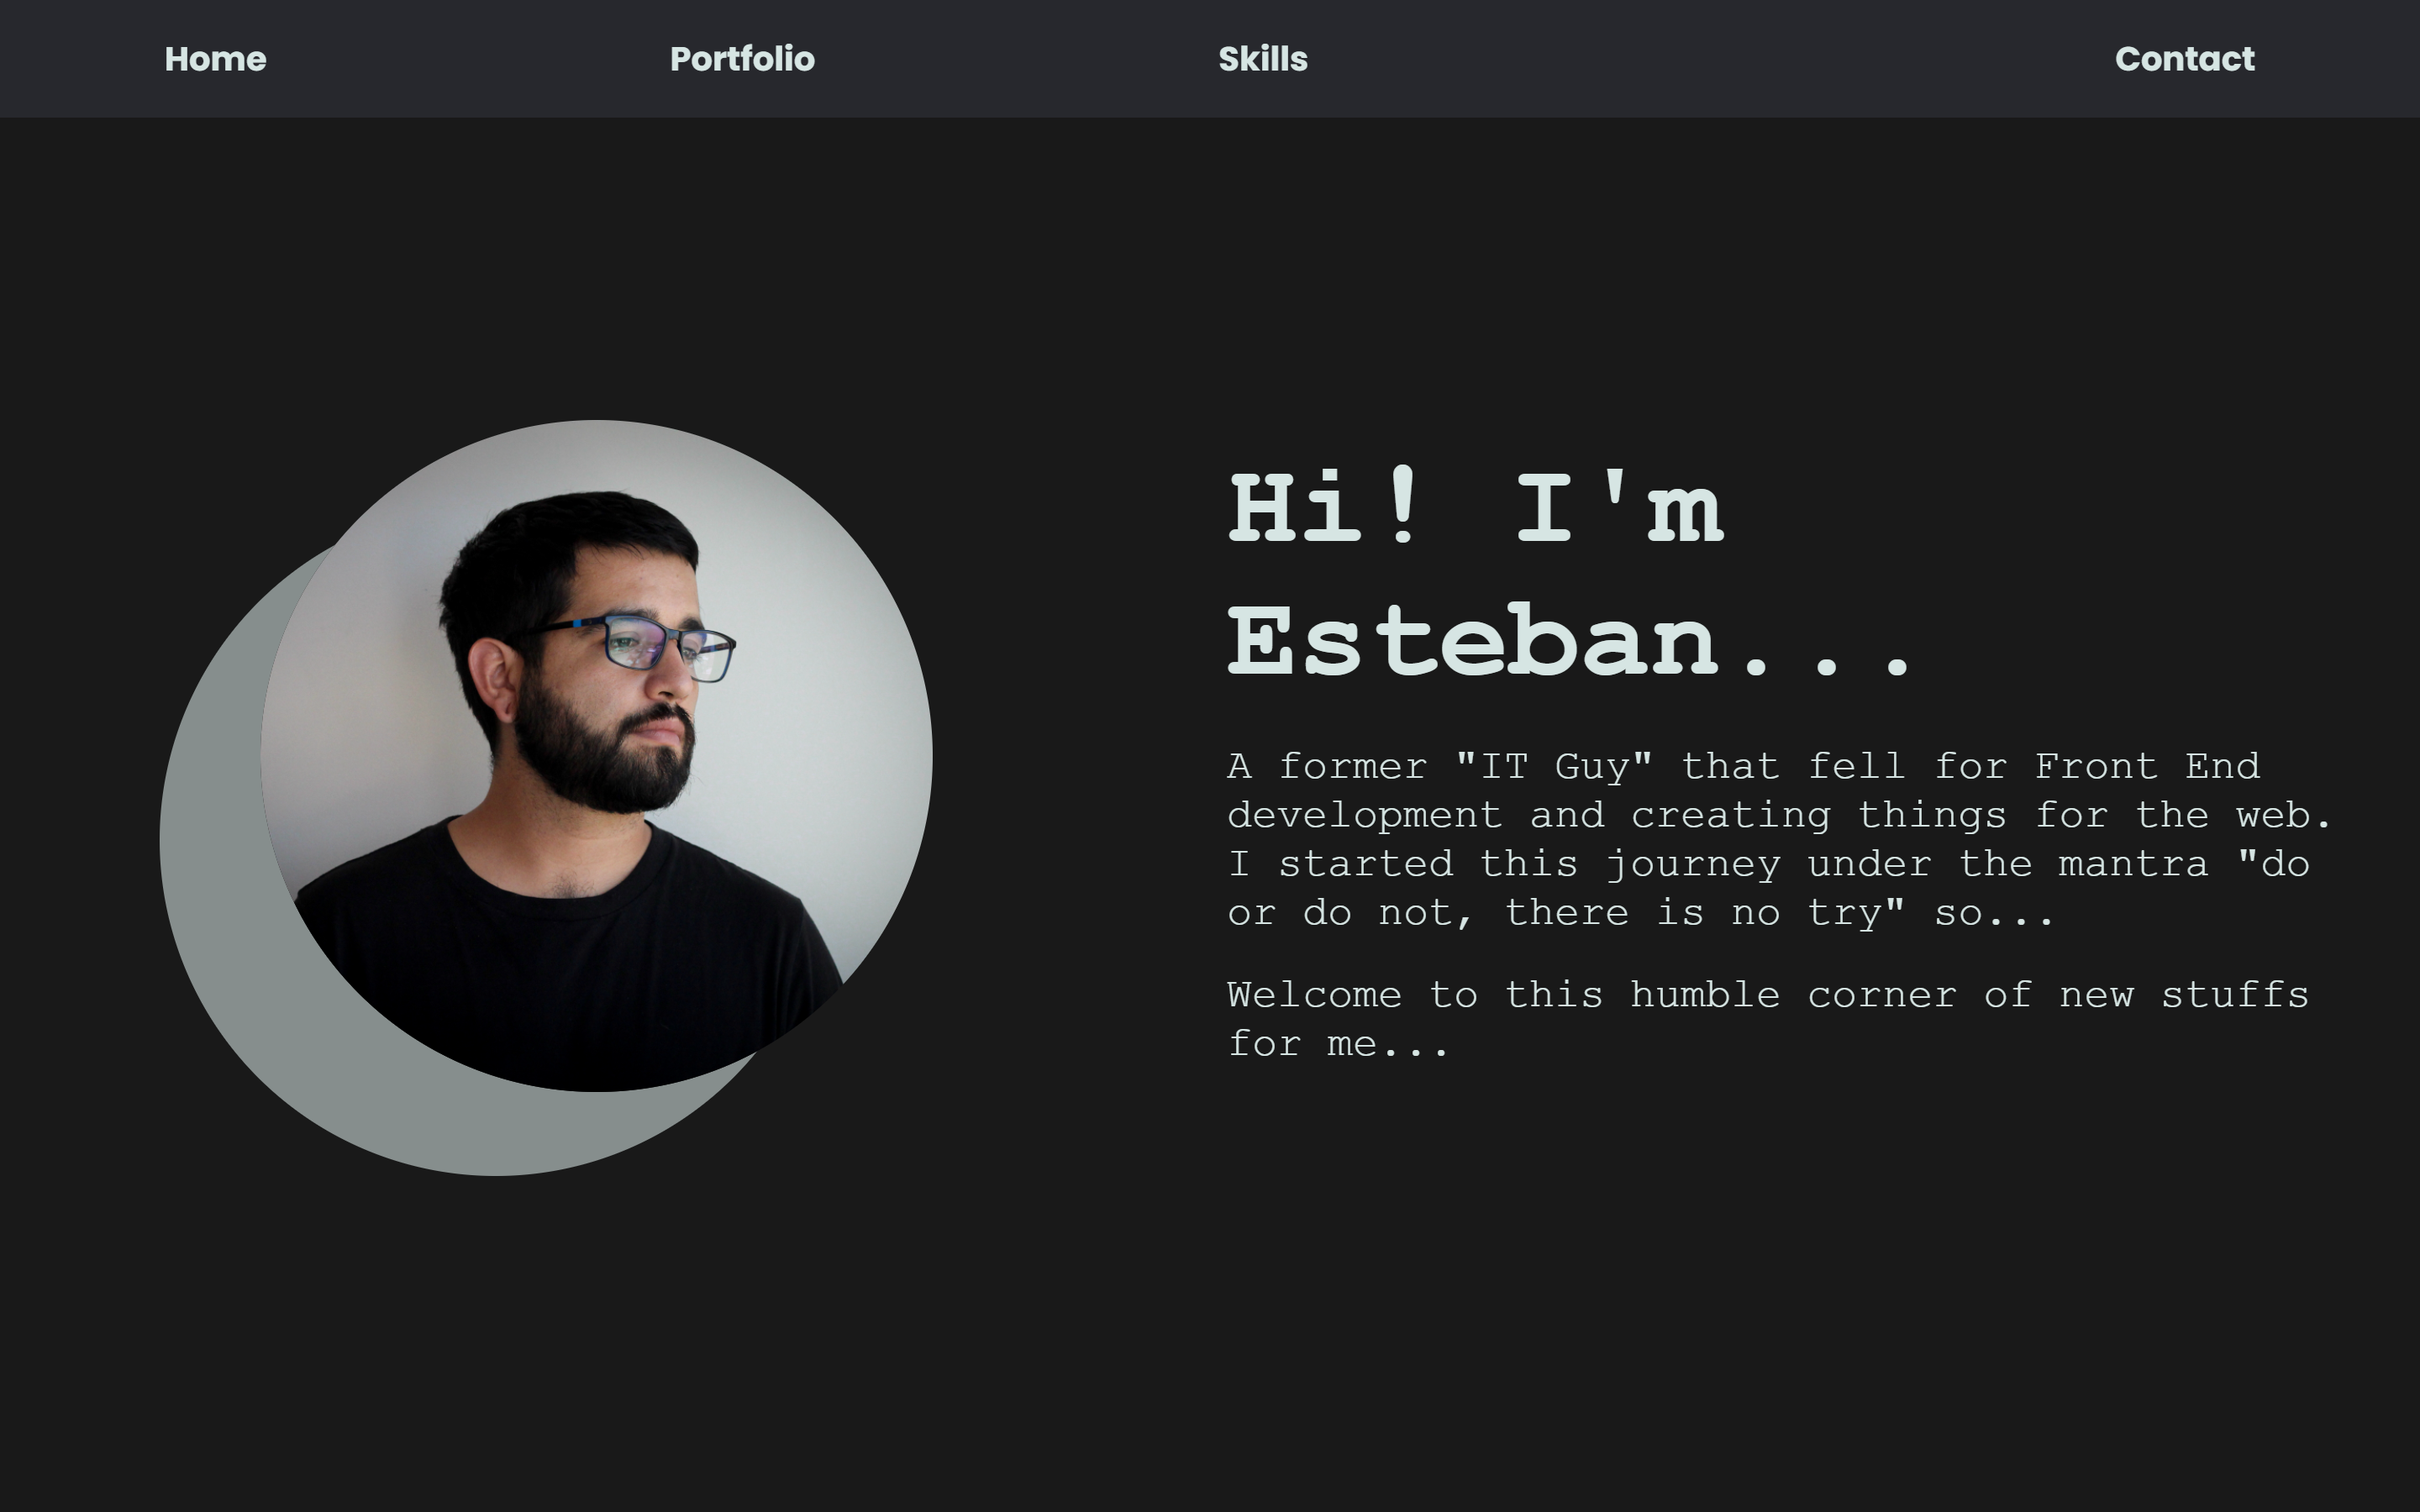 Home Portfolio Skills Contact
Hi! I'm
Esteban...
A former "IT Guy" that fell for Front End
development and creating things for the web.
I started this journey under the mantra "do
or do not, there is no try" so...
Welcome to this humble corner of new stuffs
for me...